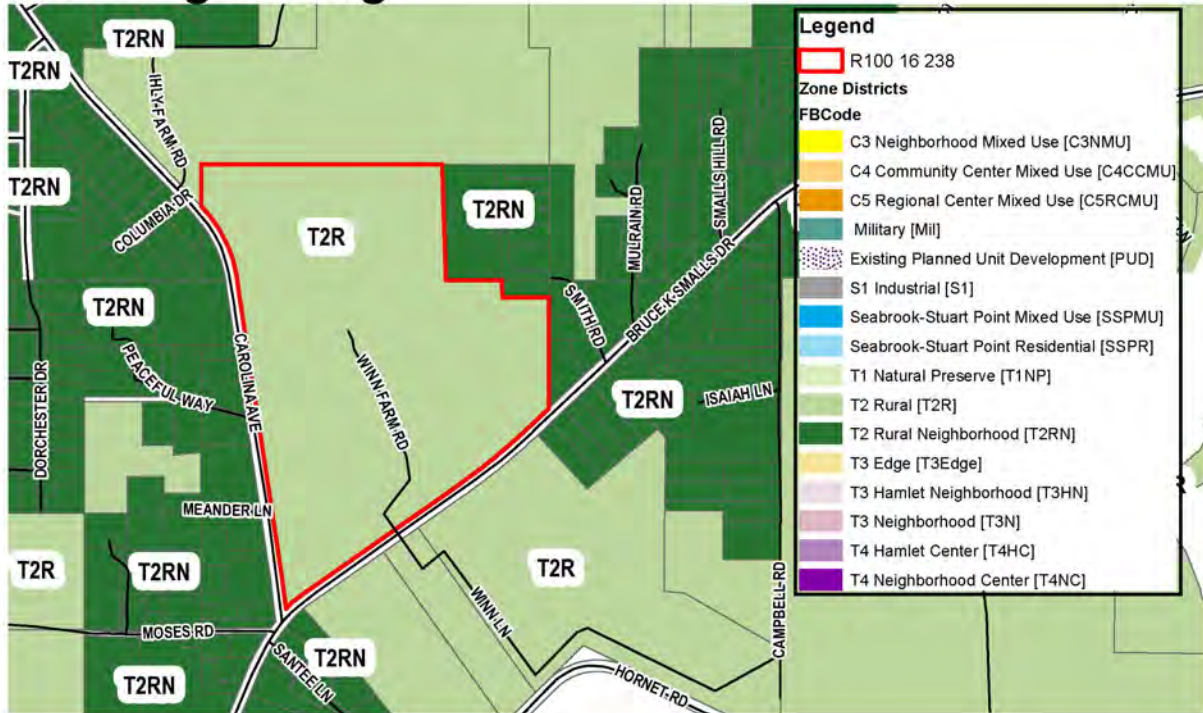 T2RN
T2RN
T2RN
IHLY FARM RD
COLUMBIA DR
T2R
T2RN
MULRAIN RD
SMALLS HILL RD
SMITH RD
BRUCE K SMALLS DR
T2RN
PEACEFUL WAY
CAROLINA AVE
DORCHESTER DR
WINN FARM RD
T2RN
ISAIAH LN
MEANDER LN
T2R
T2RN
T2R
MOSES RD
WINN LN
CAMPBELL RD
T2RN
SANTEE LN
T2RN
HORNET RD
Legend
R100 16 238
Zone Districts
FBCode
C3 Neighborhood Mixed Use [C3NMU]
C4 Community Center Mixed Use [C4CCMU]
C5 Regional Center Mixed Use [C5RCMU]
Military [Mil]
Existing Planned Unit Development [PUD]
S1 Industrial [S1]
Seabrook-Stuart Point Mixed Use [SSPMU]
Seabrook-Stuart Point Residential [SSPR]
T1 Natural Preserve [T1NP]
T2 Rural [T2R]
T2 Rural Neighborhood [T2RN]
T3 Edge [T3Edge]
T3 Hamlet Neighborhood [T3HN]
T3 Neighborhood [T3N]
T4 Hamlet Center [T4HC]
T4 Neighborhood Center [T4NC]